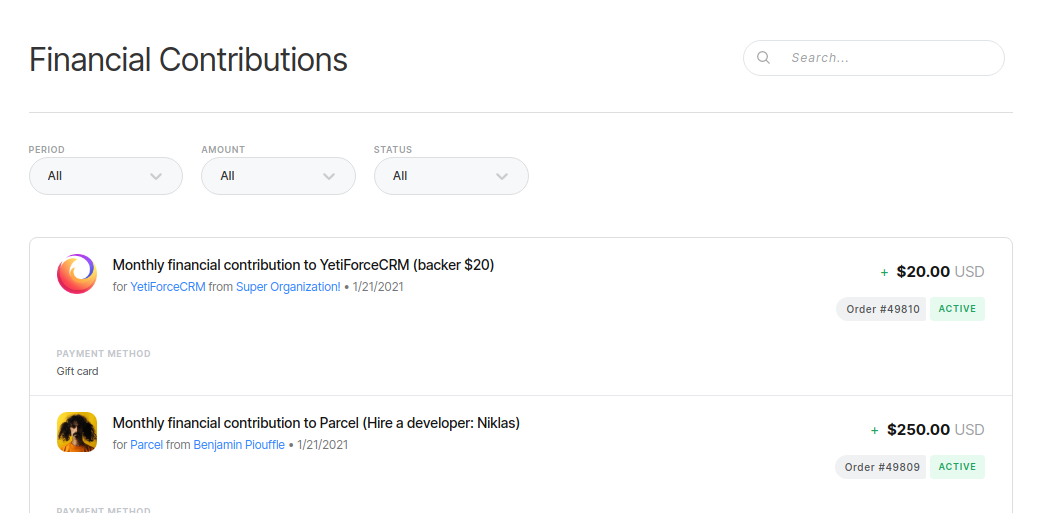 Financial Contributions
Search...
PERIOD AMOUNT STATUS
All All All
Monthly financial contribution to YetiForceCRM (backer $20)
+ $20.00 USD
for YetiForceCRM from Super Organization! • 1/21/2021
Order #49810 ACTIVE
PAYMENT METHOD
Gift card
Monthly financial contribution to Parcel (Hire a developer: Niklas)
+ $250.00 USD
for Parcel from Benjamin Piouffle • 1/21/2021
Order #49809 ACTIVE
PAYMENT METHOD